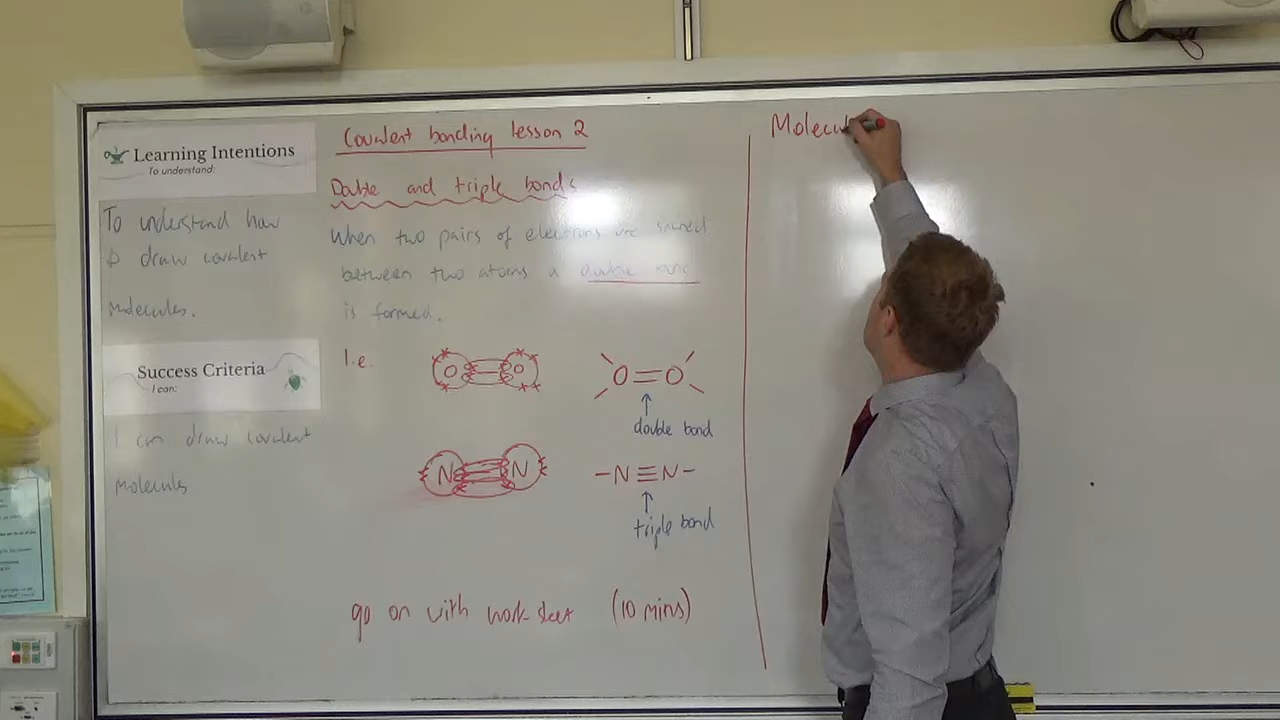 Learning Intentions
To understand:
To understand how
to draw covalent
molecules.
Success Criteria
I can:
I can draw covalent
molecules
Covalent bonding lesson 2
Double and triple bonds
When two pairs of electrons are shared
between two atoms a double bond
is formed.
I.e.
O O
O=O
double bond
N N
-N≡N-
triple bond
go on with work sheet (10 mins)
Molecu